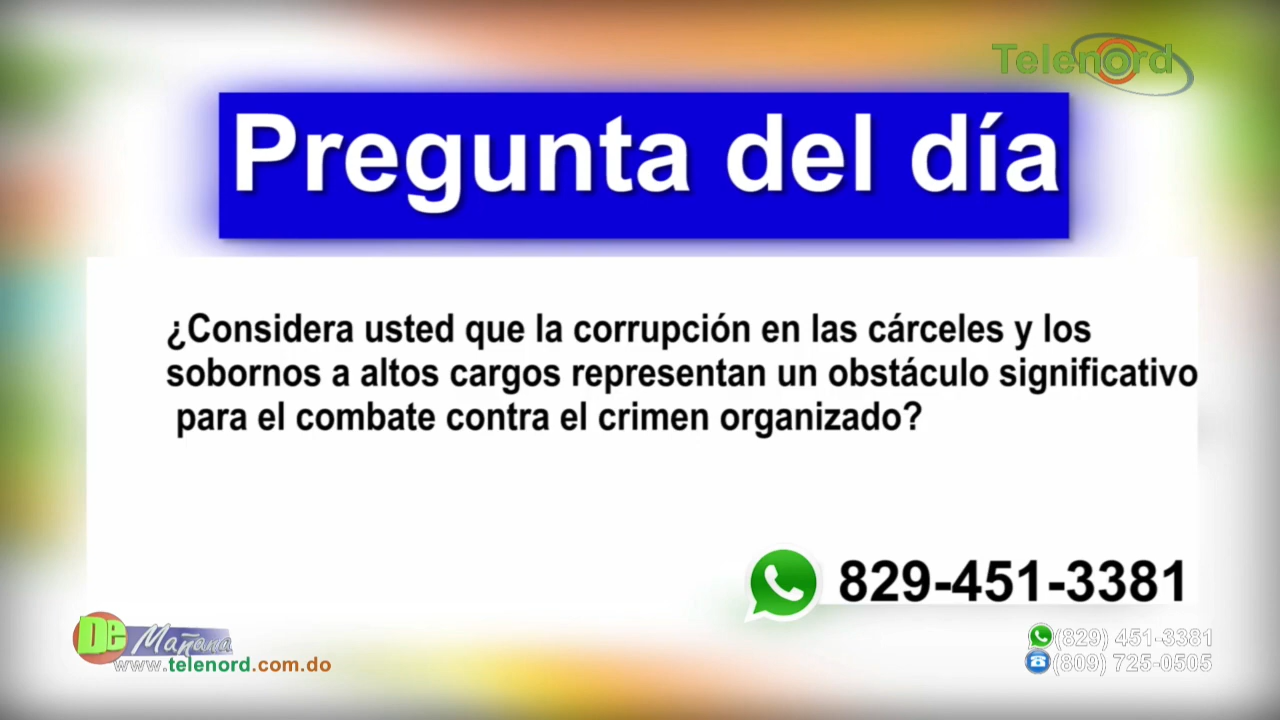 Telenord
Pregunta del día
¿Considera usted que la corrupción en las cárceles y los
sobornos a altos cargos representan un obstáculo significativo
para el combate contra el crimen organizado?
829-451-3381
De Mañana
www.telenord.com.do
(829) 451-3381
(809) 725-0505